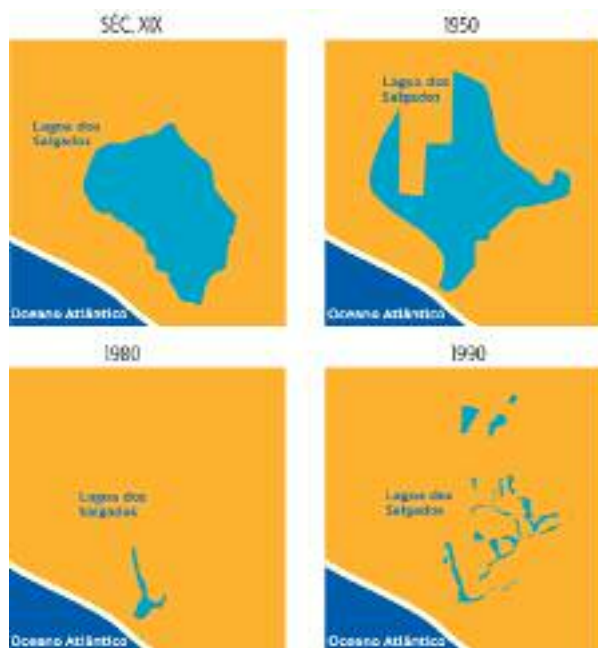 SÉC. XIX
Lagoa dos
Salgados
Oceano Atlântico
1950
Lagoa dos
Salgados
Oceano Atlântico
1980
Lagoa dos
Salgados
Oceano Atlântico
1990
Lagoa dos
Salgados
Oceano Atlântico